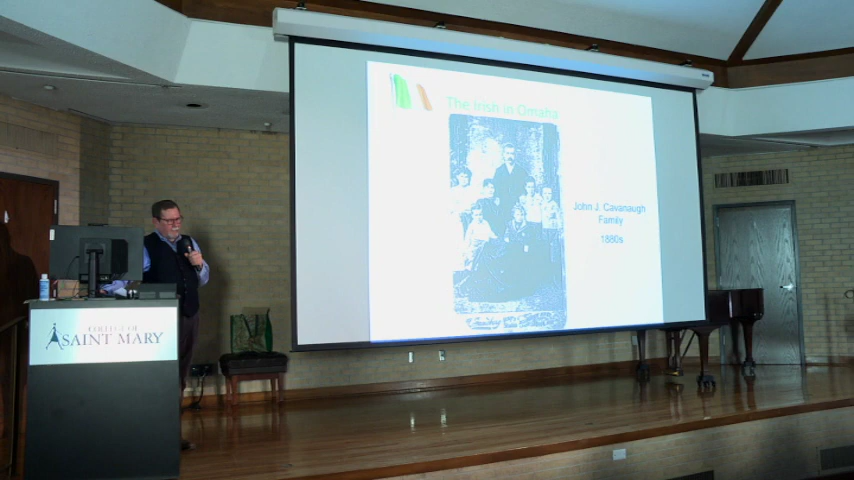 The Irish in Omaha
John J. Cavanaugh
Family
1880s
COLLEGE OF
SAINT MARY